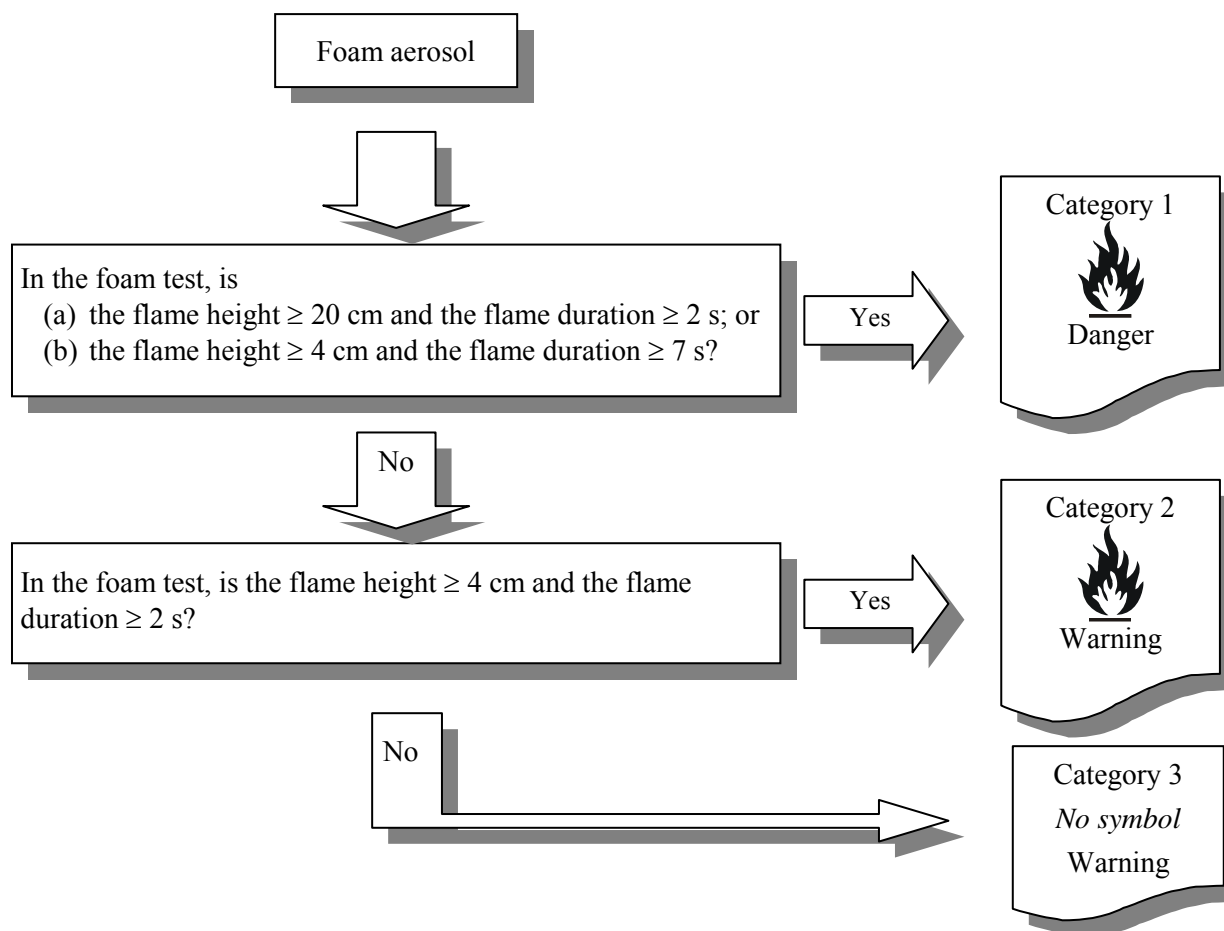 Foam aerosol
In the foam test, is
(a) the flame height ≥ 20 cm and the flame duration ≥ 2 s; or
(b) the flame height ≥ 4 cm and the flame duration ≥ 7 s?
Yes
Category 1
Danger
No
In the foam test, is the flame height ≥ 4 cm and the flame
duration ≥ 2 s?
Yes
Category 2
Warning
No
Category 3
No symbol
Warning